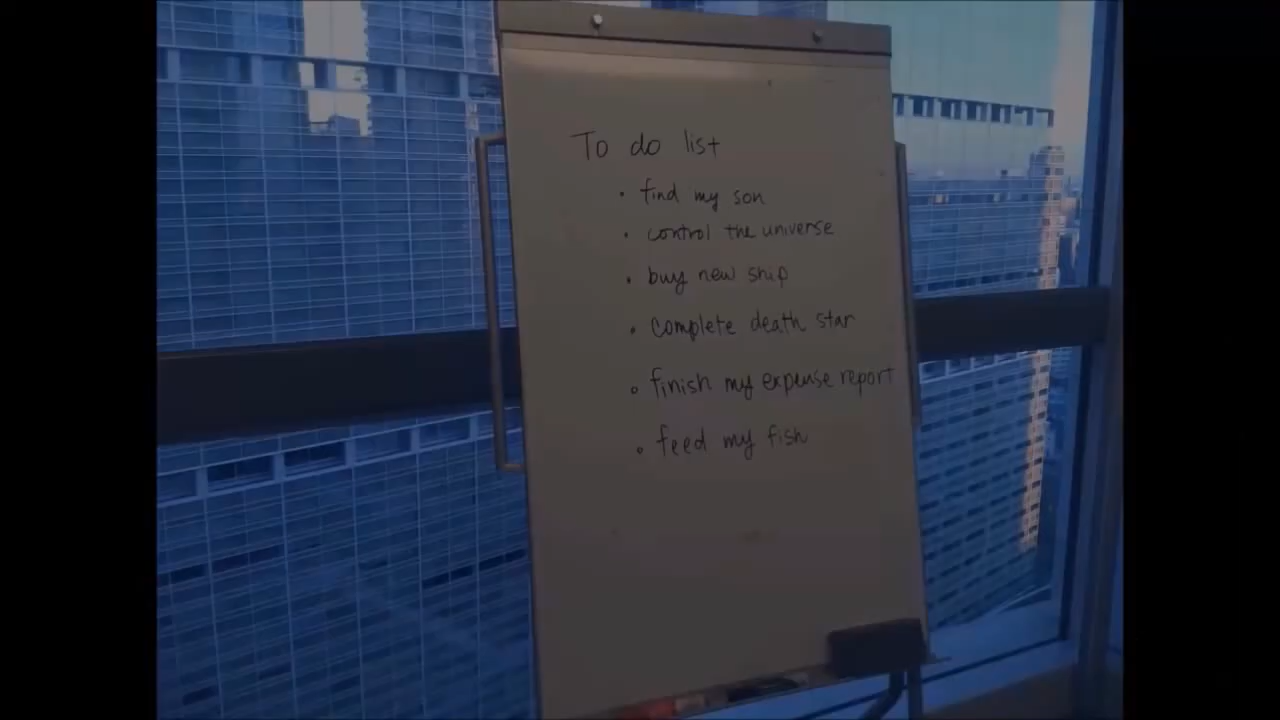 To do list
• find my son
• control the universe
• buy new ship
• complete death star
• finish my expense report
• feed my fish